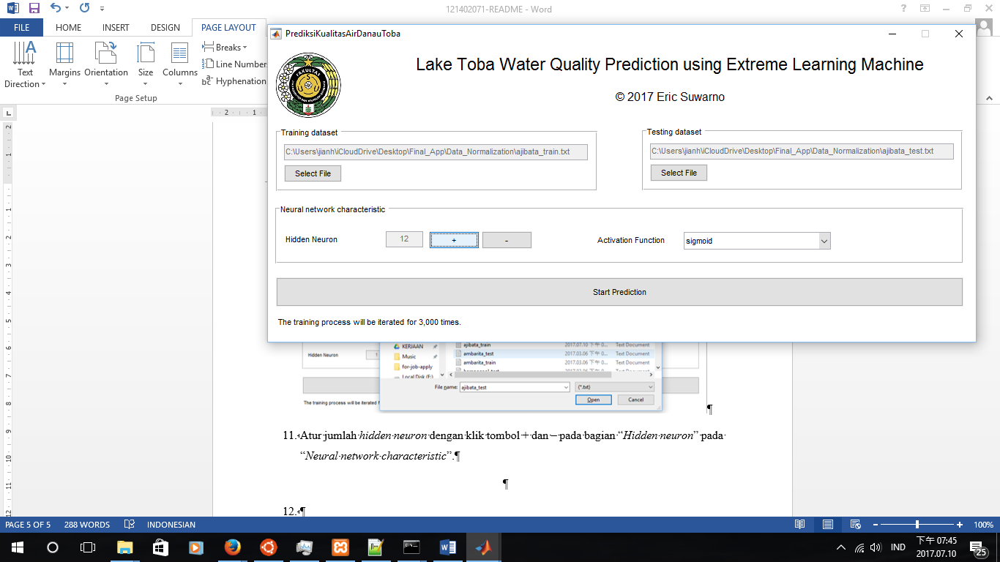 121402071-README - Word
FILE
HOME
INSERT
DESIGN
PAGE LAYOUT
Text
Direction
Margins
Orientation
Size
Columns
Breaks
Line Number
Hyphenation
Page Setup
PrediksiKualitasAirDanauToba
FAKULTAS
Lake Toba Water Quality Prediction using Extreme Learning Machine
© 2017 Eric Suwarno
Training dataset
C:\Users\jianh\iCloudDrive\Desktop\Final_App\Data_Normalization\ajibata_train.txt
Select File
Testing dataset
C:\Users\jianh\iCloudDrive\Desktop\Final_App\Data_Normalization\ajibata_test.txt
Select File
Neural network characteristic
Hidden Neuron 12 + - Activation Function sigmoid
Start Prediction
The training process will be iterated for 3,000 times.
KERJAAN
Music
for-job-apply
Local Disk (F:)
ajibata_train 2017.07.10 下午 0... Text Document
ambarita_test 2017.03.06 下午 0... Text Document
ambarita_train 2017.03.06 下午 0... Text Document
Hidden Neuron 1
File name: ajibata_test (*.txt)
Open Cancel
The training process will be iterated f
11. Atur jumlah hidden neuron dengan klik tombol + dan – pada bagian “Hidden neuron” pada
“Neural network characteristic”.¶
¶
12. ¶
PAGE 5 OF 5 288 WORDS INDONESIAN 100%
IND
下午 07:45
2017.07.10
25